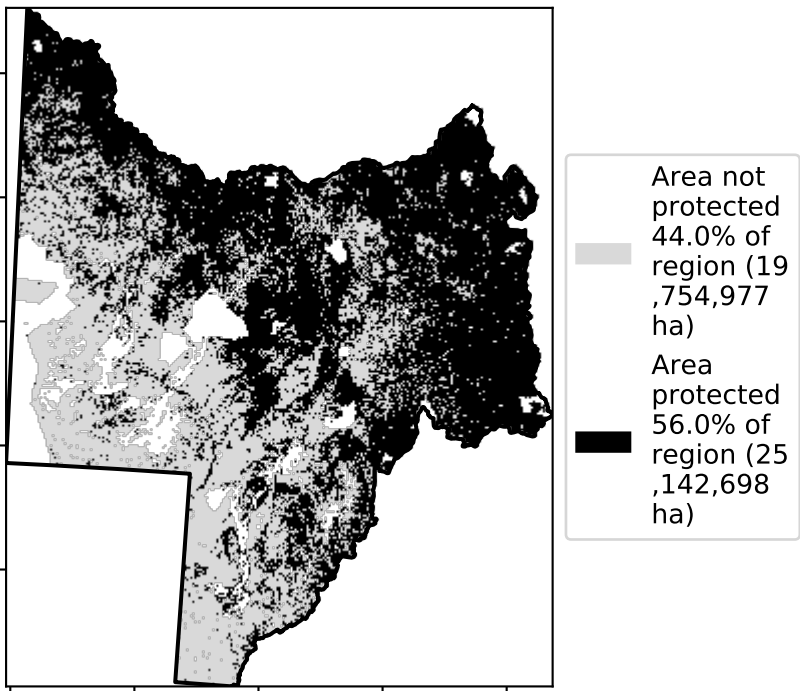 Area not
protected
44.0% of
region (19
,754,977
ha)
Area
protected
56.0% of
region (25
,142,698
ha)